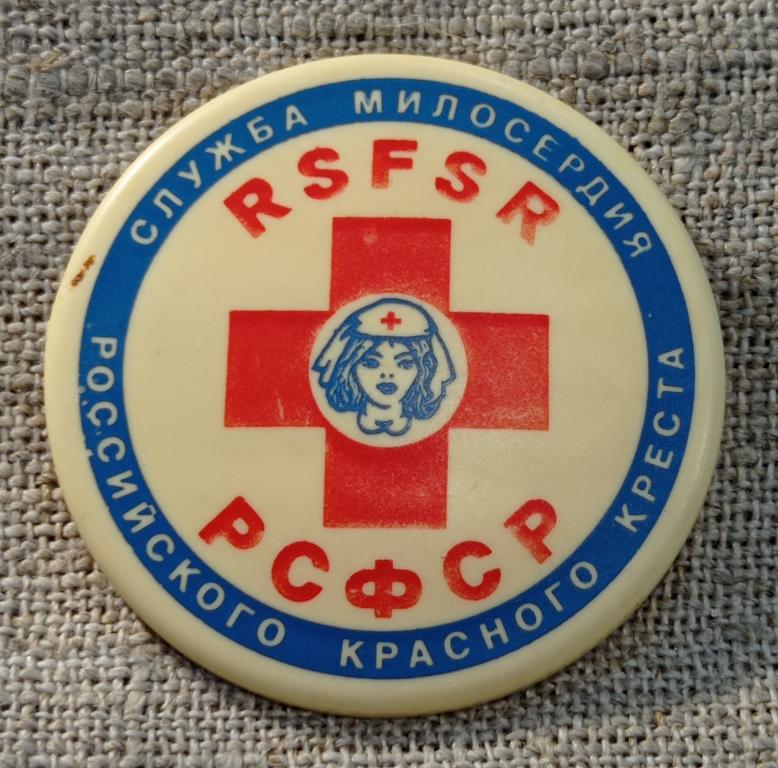 СЛУЖБА МИЛОСЕРДИЯ
RSFSR
РСФСР
РОССИЙСКОГО КРАСНОГО КРЕСТА